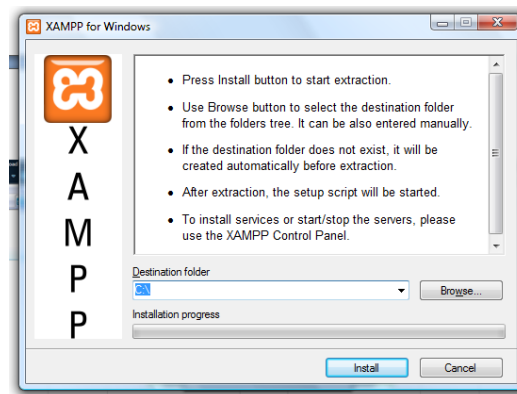 XAMPP for Windows
X
A
M
P
P
Press Install button to start extraction.
Use Browse button to select the destination folder
from the folders tree. It can be also entered manually.
If the destination folder does not exist, it will be
created automatically before extraction.
After extraction, the setup script will be started.
To install services or start/stop the servers, please
use the XAMPP Control Panel.
Destination folder
C:\
Browse...
Installation progress
Install
Cancel